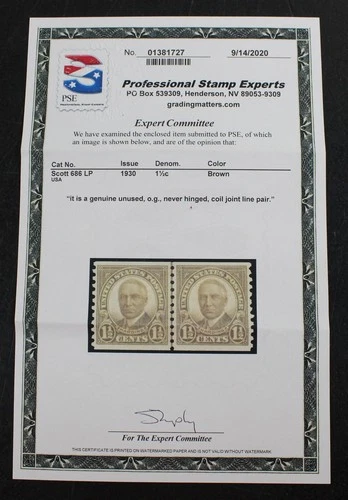 No. 01381727 9/14/2020
PSE
Professional Stamp Experts
PO Box 539309, Henderson, NV 89053-9309
gradingmatters.com
Expert Committee
We have examined the enclosed item submitted to PSE, of which
an image is shown below, and are of the opinion that:
Cat No. Issue Denom. Color
Scott 686 LP 1930 1½c Brown
USA
"it is a genuine unused, o.g., never hinged, coil joint line pair."
UNITED STATES POSTAGE UNITED STATES POSTAGE
1½ 1½ 1½ 1½
CENTS CENTS
For The Expert Committee
THIS CERTIFICATE IS PRINTED ON WATERMARKED PAPER AND IS NOT VALID WITHOUT WATERMARK